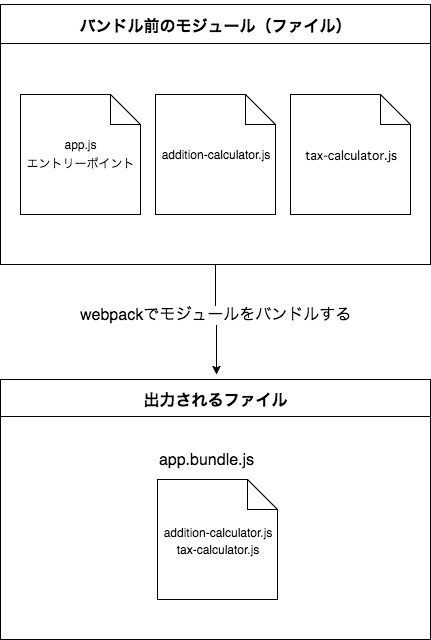 バンドル前のモジュール（ファイル）
app.js
エントリーポイント
addition-calculator.js
tax-calculator.js
webpackでモジュールをバンドルする
出力されるファイル
app.bundle.js
addition-calculator.js
tax-calculator.js